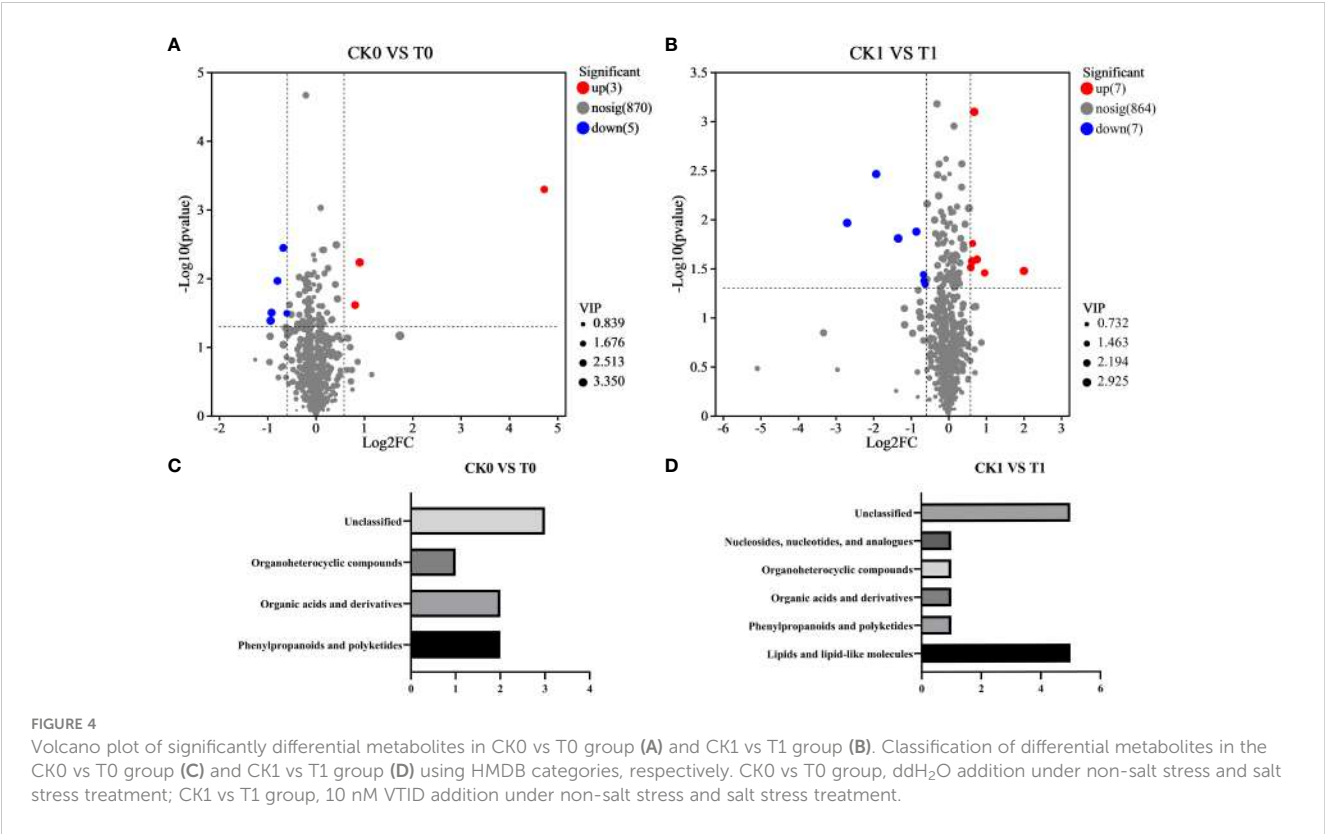 A
CK0 VS T0
5
4
3
2
1
0
-Log10(pvalue)
-2
-1
0
1
2
3
4
5
Log2FC
Significant
up(3)
nosig(870)
down(5)
VIP
0.839
1.676
2.513
3.350
B
CK1 VS T1
3.5
3
2.5
2
1.5
1
0.5
0
-Log10(pvalue)
-6
-5
-4
-3
-2
-1
0
1
2
3
Log2FC
Significant
up(7)
nosig(864)
down(7)
VIP
0.732
1.463
2.194
2.925
C
CK0 VS T0
Unclassified
Organoheterocyclic compounds
Organic acids and derivatives
Phenylpropanoids and polyketides
0
1
2
3
4
D
CK1 VS T1
Unclassified
Nucleosides, nucleotides, and analogues
Organoheterocyclic compounds
Organic acids and derivatives
Phenylpropanoids and polyketides
Lipids and lipid-like molecules
0
2
4
6
FIGURE 4
Volcano plot of significantly differential metabolites in CK0 vs T0 group (A) and CK1 vs T1 group (B). Classification of differential metabolites in the
CK0 vs T0 group (C) and CK1 vs T1 group (D) using HMDB categories, respectively. CK0 vs T0 group, ddH₂O addition under non-salt stress and salt
stress treatment; CK1 vs T1 group, 10 nM VTID addition under non-salt stress and salt stress treatment.